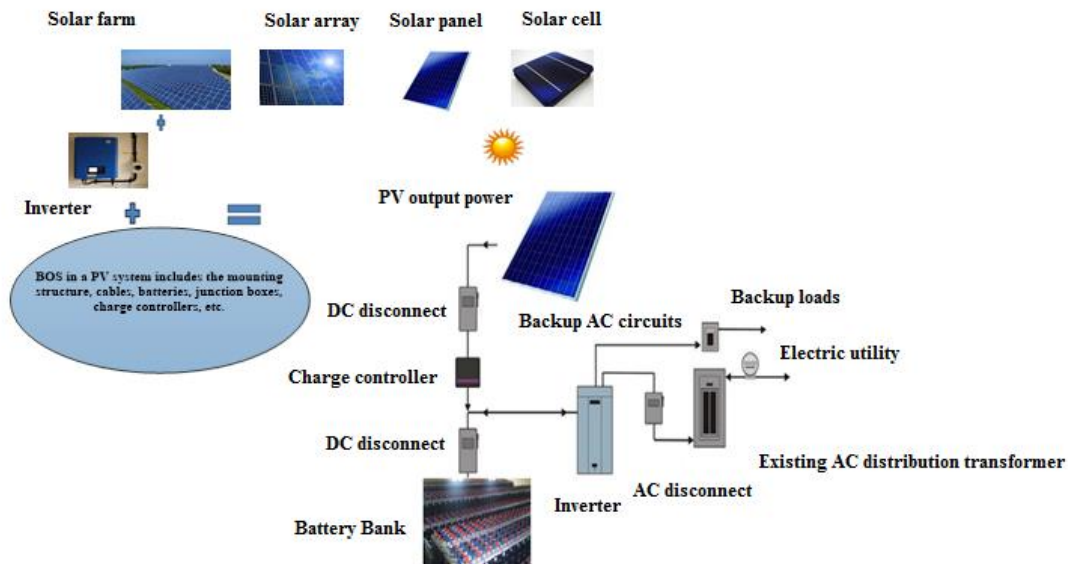 Solar farm
Solar array
Solar panel
Solar cell
Inverter
PV output power
BOS in a PV system includes the mounting
structure, cables, batteries, junction boxes,
charge controllers, etc.
DC disconnect
Backup AC circuits
Backup loads
Electric utility
Charge controller
DC disconnect
Existing AC distribution transformer
AC disconnect
Inverter
Battery Bank